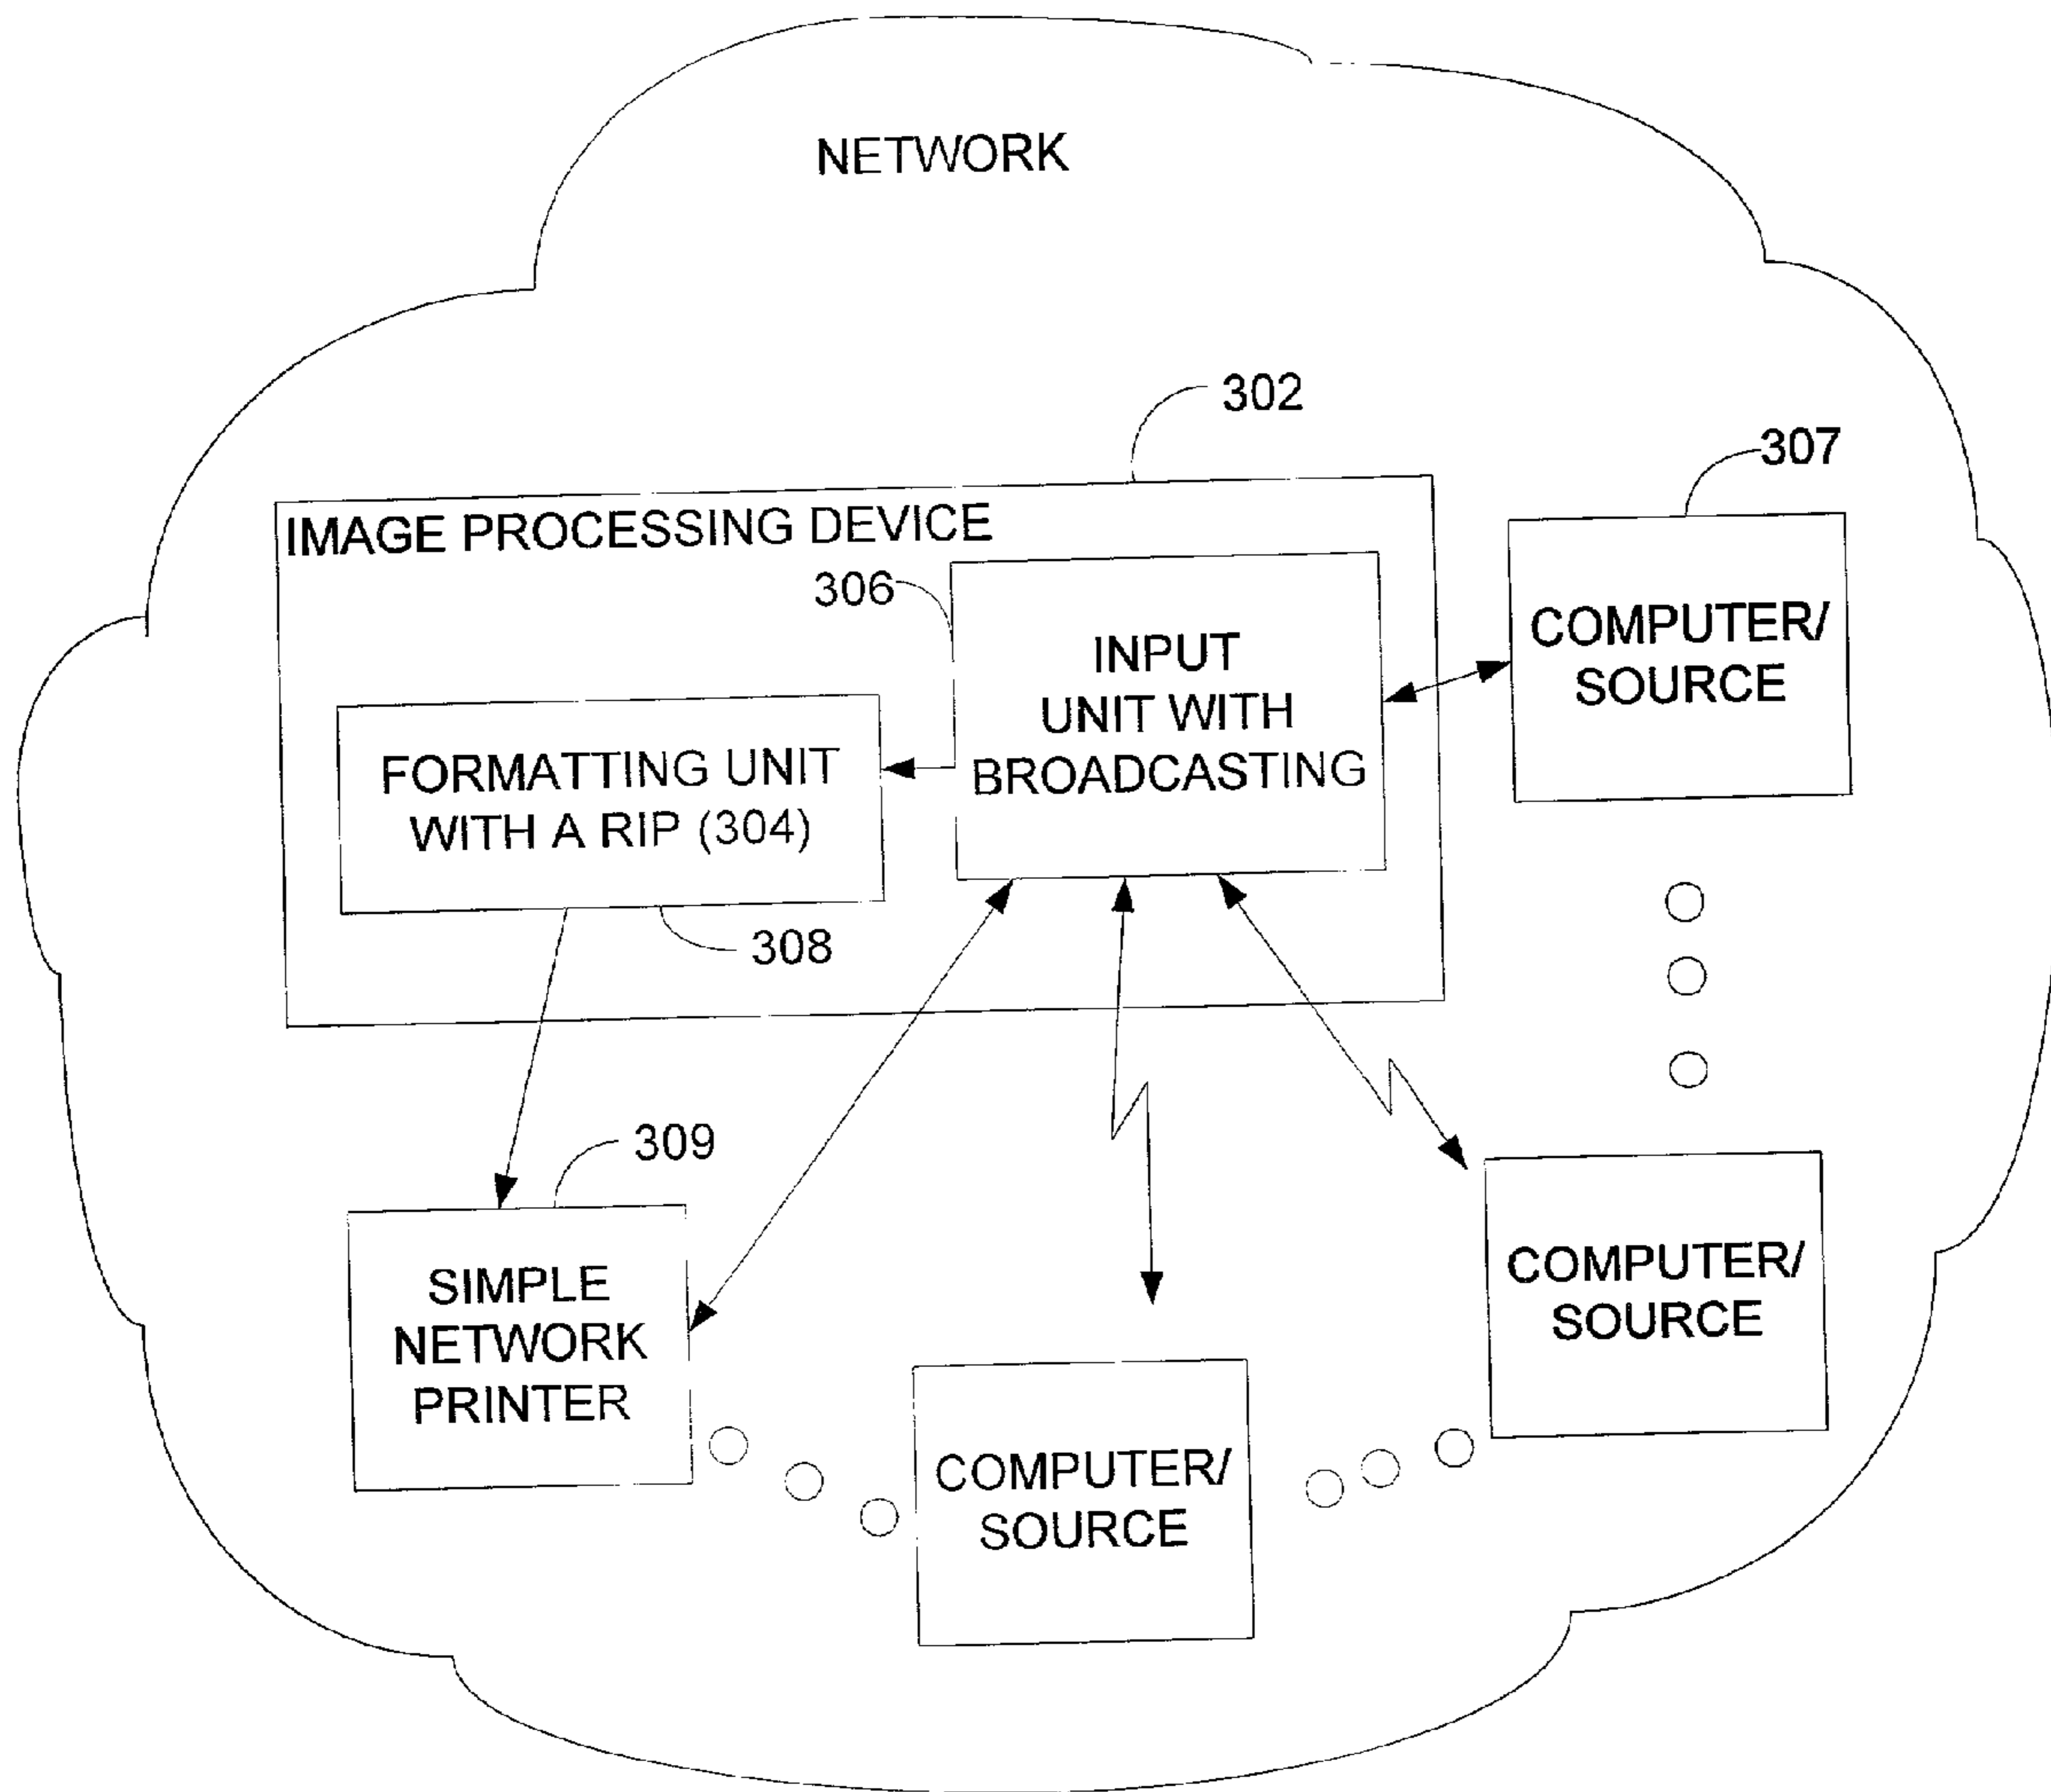 NETWORK
302
307
IMAGE PROCESSING DEVICE
306
INPUT
UNIT WITH
BROADCASTING
COMPUTER/
SOURCE
FORMATTING UNIT
WITH A RIP (304)
308
309
SIMPLE
NETWORK
PRINTER
COMPUTER/
SOURCE
COMPUTER/
SOURCE